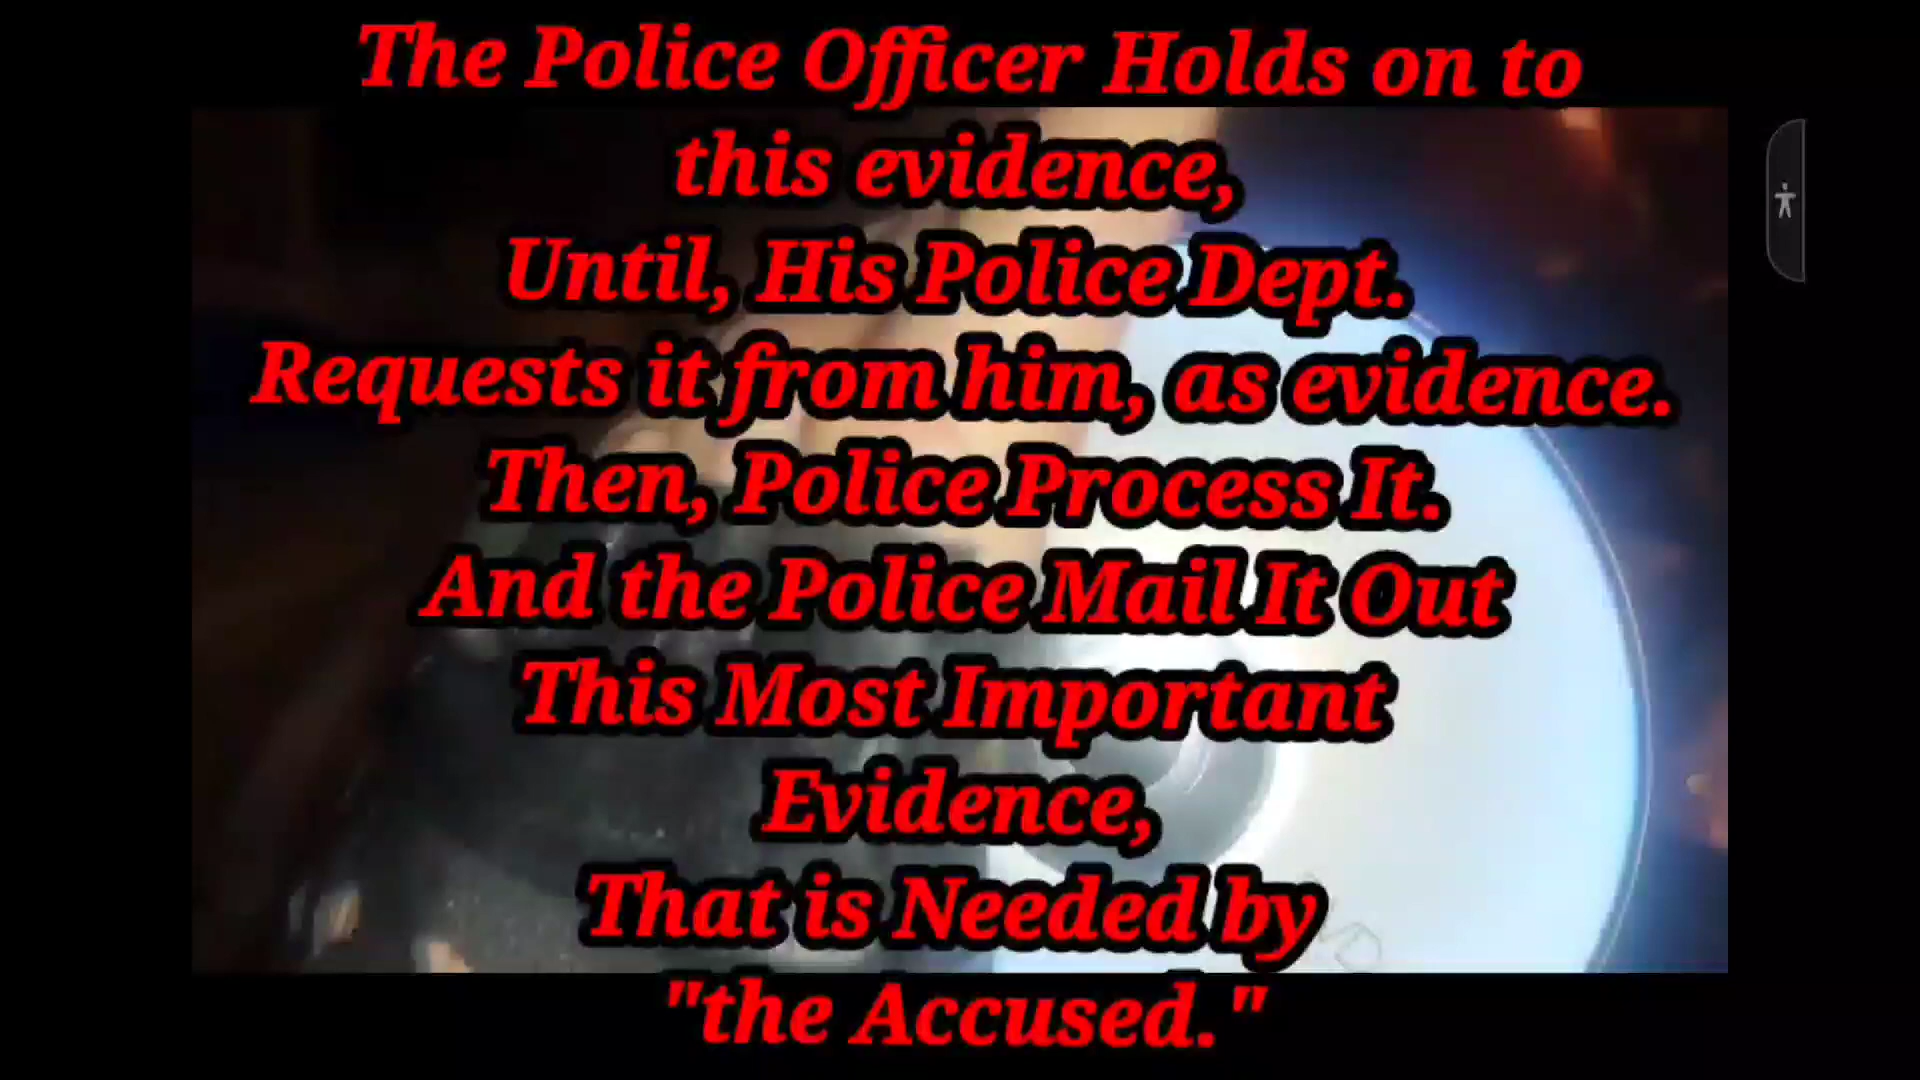 The Police Officer Holds on to
this evidence,
Until, His Police Dept.
Requests it from him, as evidence.
Then, Police Process It.
And the Police Mail It Out
This Most Important
Evidence,
That is Needed by
"the Accused."